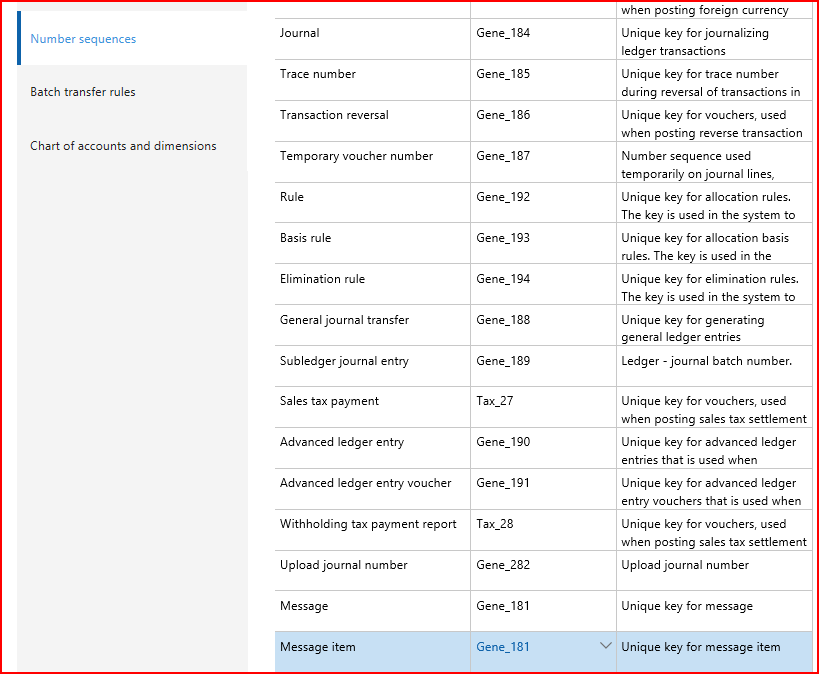 Number sequences
Batch transfer rules
Chart of accounts and dimensions
when posting foreign currency
Journal Gene_184 Unique key for journalizing
ledger transactions
Trace number Gene_185 Unique key for trace number
during reversal of transactions in
Transaction reversal Gene_186 Unique key for vouchers, used
when posting reverse transaction
Temporary voucher number Gene_187 Number sequence used
temporarily on journal lines,
Rule Gene_192 Unique key for allocation rules.
The key is used in the system to
Basis rule Gene_193 Unique key for allocation basis
rules. The key is used in the
Elimination rule Gene_194 Unique key for elimination rules.
The key is used in the system to
General journal transfer Gene_188 Unique key for generating
general ledger entries
Subledger journal entry Gene_189 Ledger - journal batch number.
Sales tax payment Tax_27 Unique key for vouchers, used
when posting sales tax settlement
Advanced ledger entry Gene_190 Unique key for advanced ledger
entries that is used when
Advanced ledger entry voucher Gene_191 Unique key for advanced ledger
entry vouchers that is used when
Withholding tax payment report Tax_28 Unique key for vouchers, used
when posting sales tax settlement
Upload journal number Gene_282 Upload journal number
Message Gene_181 Unique key for message
Message item Gene_181 Unique key for message item